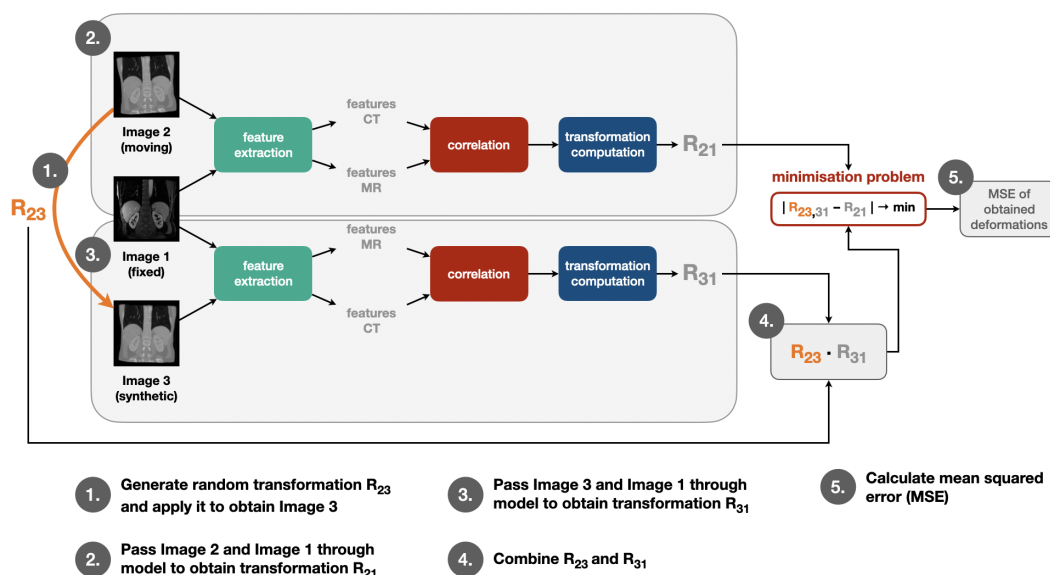 2.
Image 2
(moving)
feature
extraction
features
CT
features
MR
correlation
transformation
computation
R21
1.
R23
minimisation problem
| R23,31 – R21 | → min
5.
MSE of
obtained
deformations
3.
Image 1
(fixed)
feature
extraction
features
MR
features
CT
correlation
transformation
computation
R31
4.
R23 · R31
Image 3
(synthetic)
1.
Generate random transformation R23
and apply it to obtain Image 3
2.
Pass Image 2 and Image 1 through
model to obtain transformation R21
3.
Pass Image 3 and Image 1 through
model to obtain transformation R31
4.
Combine R23 and R31
5.
Calculate mean squared
error (MSE)